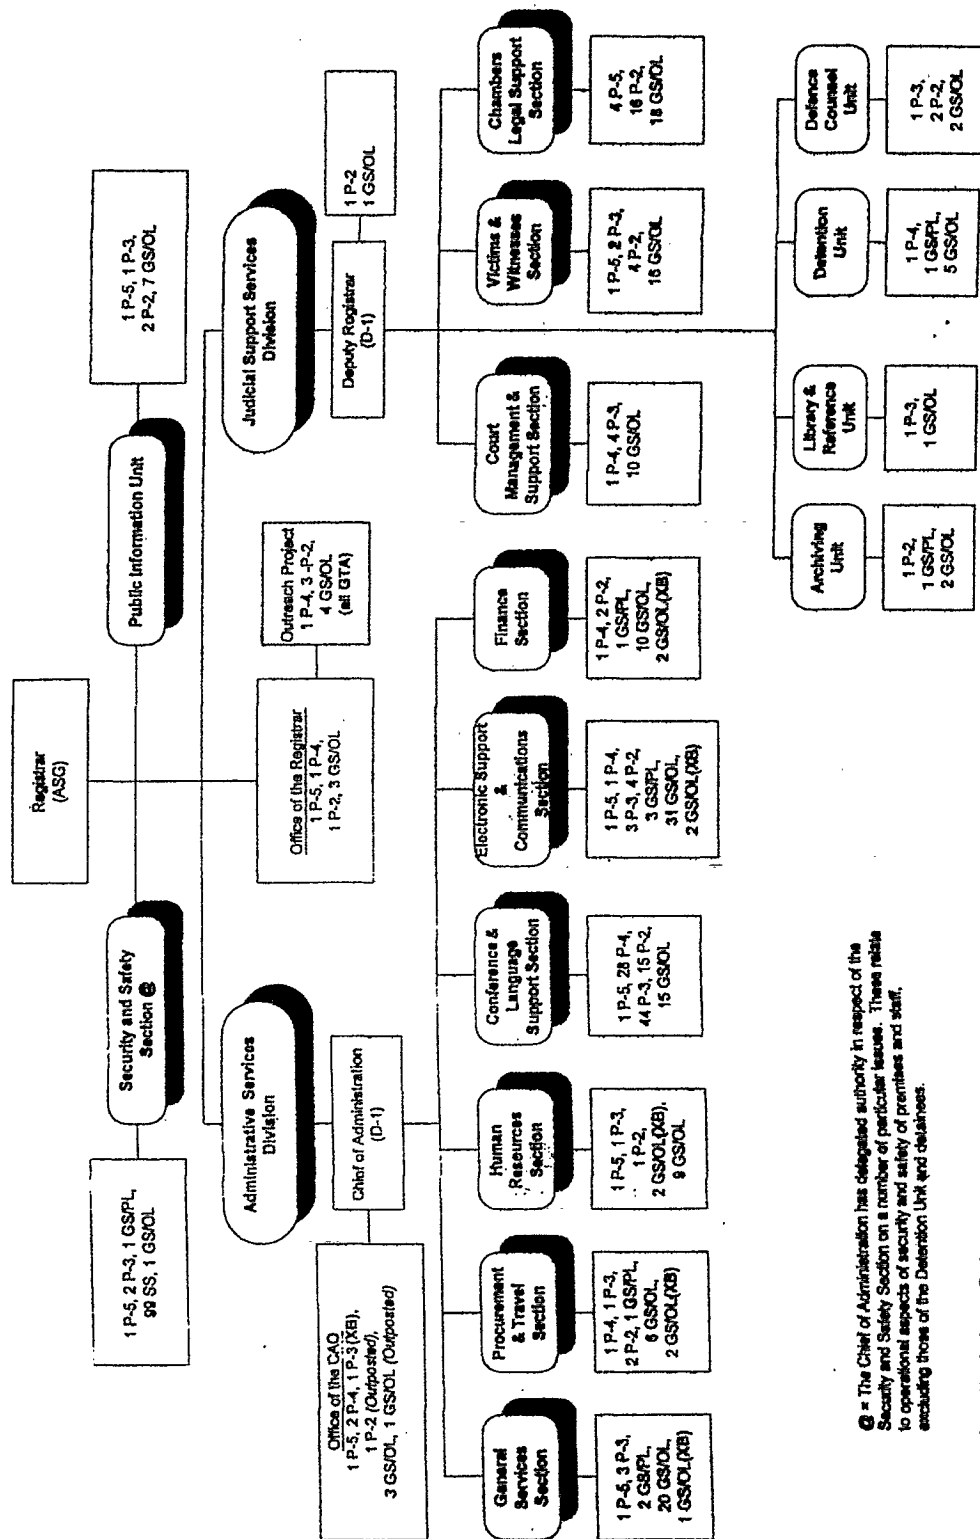 Registrar
(ASG)
Security and Safety
Section @
1 P-5, 2 P-3, 1 GS/PL,
99 SS, 1 GS/OL
Public Information Unit
1 P-5, 1 P-3,
2 P-2, 7 GS/OL
Office of the Registrar
1 P-5, 1 P-4,
1 P-2, 3 GS/OL
Outreach Project
1 P-4, 3 -P-2,
4 GS/OL
(all GTA)
Administrative Services
Division
Chief of Administration
(D-1)
Office of the CAO
1 P-5, 2 P-4, 1 P-3 (XB),
1 P-2 (Outposted),
3 GS/OL, 1 GS/OL (Outposted)
Judicial Support Services
Division
Deputy Registrar
(D-1)
1 P-2
1 GS/OL
General
Services
Section
1 P-5, 3 P-3,
2 GS/PL,
20 GS/OL,
1 GS/OL(XB)
Procurement
& Travel
Section
1 P-4, 1 P-3,
2 P-2, 1 GS/PL,
6 GS/OL,
2 GS/OL(XB)
Human
Resources
Section
1 P-5, 1 P-3,
1 P-2,
2 GS/OL(XB),
9 GS/OL
Conference &
Language
Support Section
1 P-5, 28 P-4,
44 P-3, 15 P-2,
15 GS/OL
Electronic Support
&
Communications
Section
1 P-5, 1 P-4,
3 P-3, 4 P-2,
3 GS/PL,
31 GS/OL,
2 GS/OL(XB)
Finance
Section
1 P-4, 2 P-2,
1 GS/PL,
10 GS/OL,
2 GS/OL(XB)
Court
Management &
Support Section
1 P-4, 4 P-3,
10 GS/OL
Victims &
Witnesses
Section
1 P-5, 2 P-3,
4 P-2,
16 GS/OL
Chambers
Legal Support
Section
4 P-5,
16 P-2,
18 GS/OL
Archiving
Unit
1 P-2,
1 GS/PL,
2 GS/OL
Library &
Reference
Unit
1 P-3,
1 GS/OL
Detention
Unit
1 P-4,
1 GS/PL,
5 GS/OL
Defence
Counsel
Unit
1 P-3,
2 P-2,
2 GS/OL
@ = The Chief of Administration has delegated authority in respect of the
Security and Safety Section on a number of particular issues. These relate
to operational aspects of security and safety of premises and staff,
excluding those of the Detention Unit and detainees.